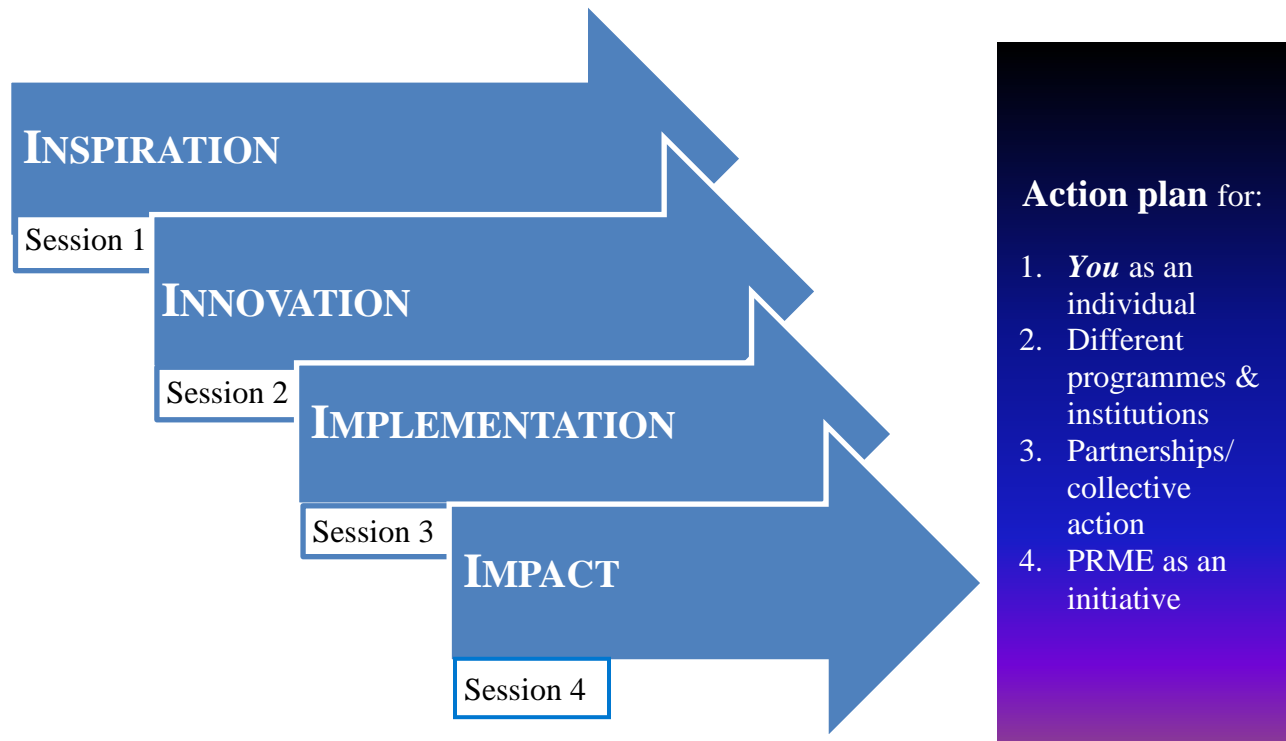 INSPIRATION
Session 1
INNOVATION
Session 2
IMPLEMENTATION
Session 3
IMPACT
Session 4
Action plan for:
1. You as an
individual
2. Different
programmes &
institutions
3. Partnerships/
collective
action
4. PRME as an
initiative